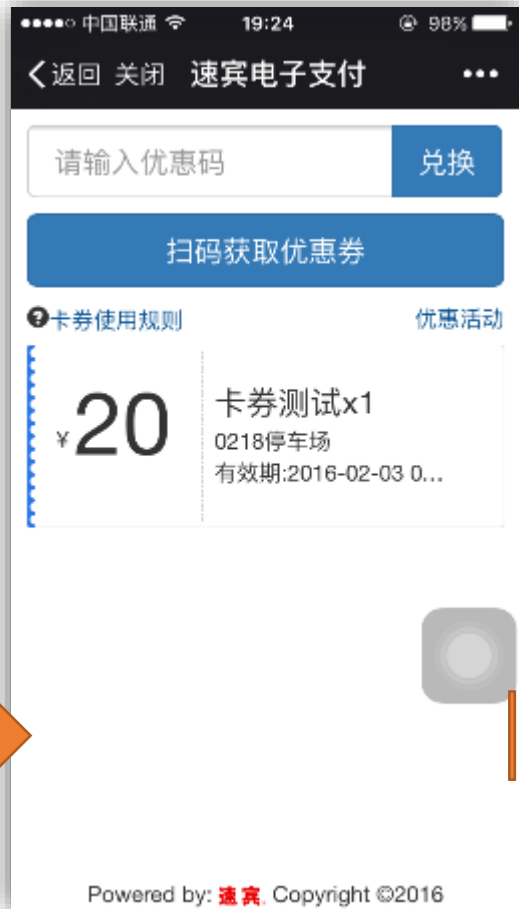 中国联通 19:24 98%
返回 关闭 速宾电子支付
请输入优惠码 兑换
扫码获取优惠券
卡券使用规则 优惠活动
¥20
卡券测试x1
0218停车场
有效期:2016-02-03 0...
Powered by: 速宾. Copyright ©2016